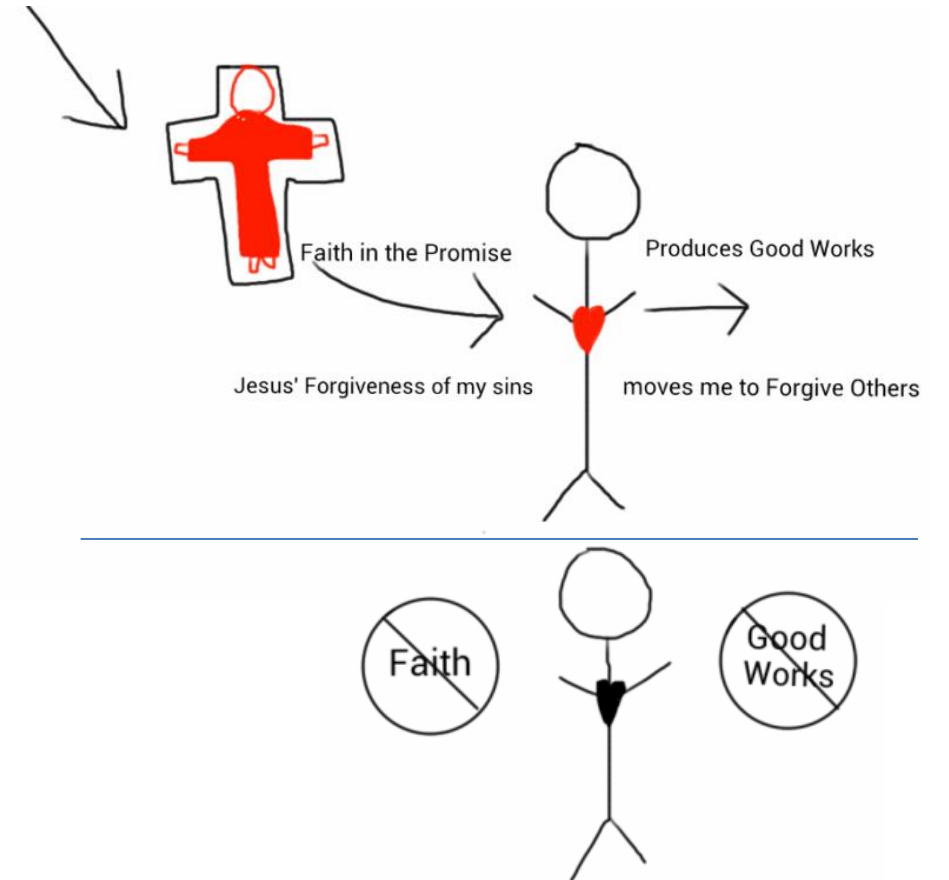 Faith in the Promise
Produces Good Works
Jesus' Forgiveness of my sins
moves me to Forgive Others
Faith
Good
Works